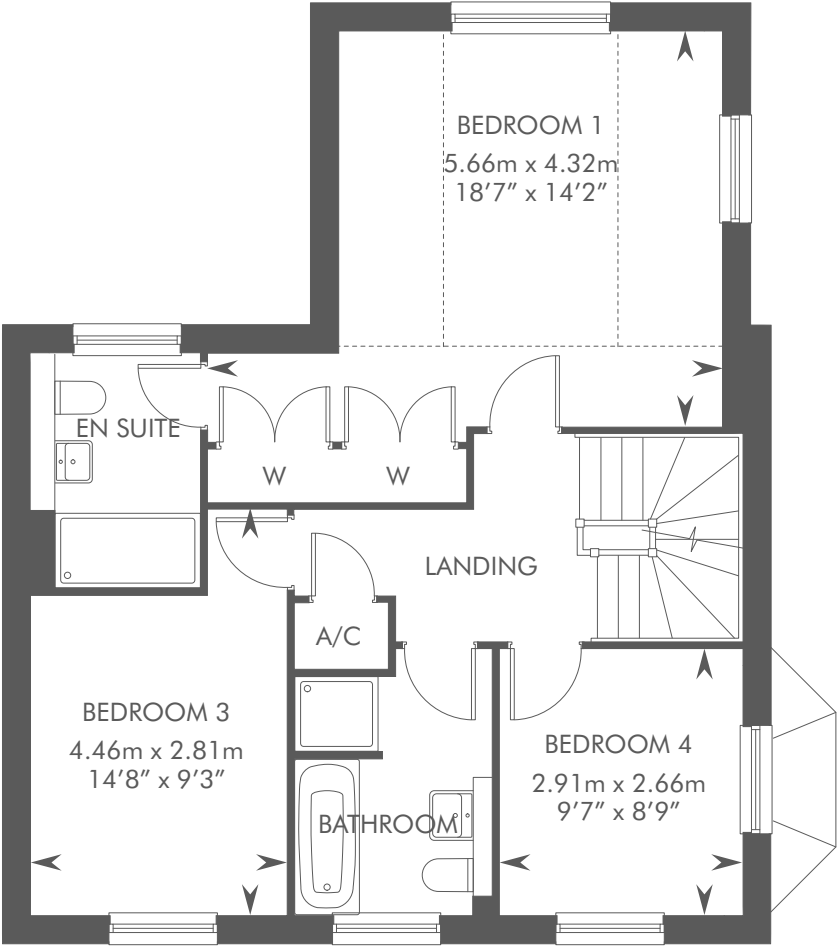 BEDROOM 1
5.66m x 4.32m
18’7” x 14’2”
EN SUITE
W
W
LANDING
A/C
BEDROOM 3
4.46m x 2.81m
14’8” x 9’3”
BEDROOM 4
2.91m x 2.66m
9’7” x 8’9”
BATHROOM